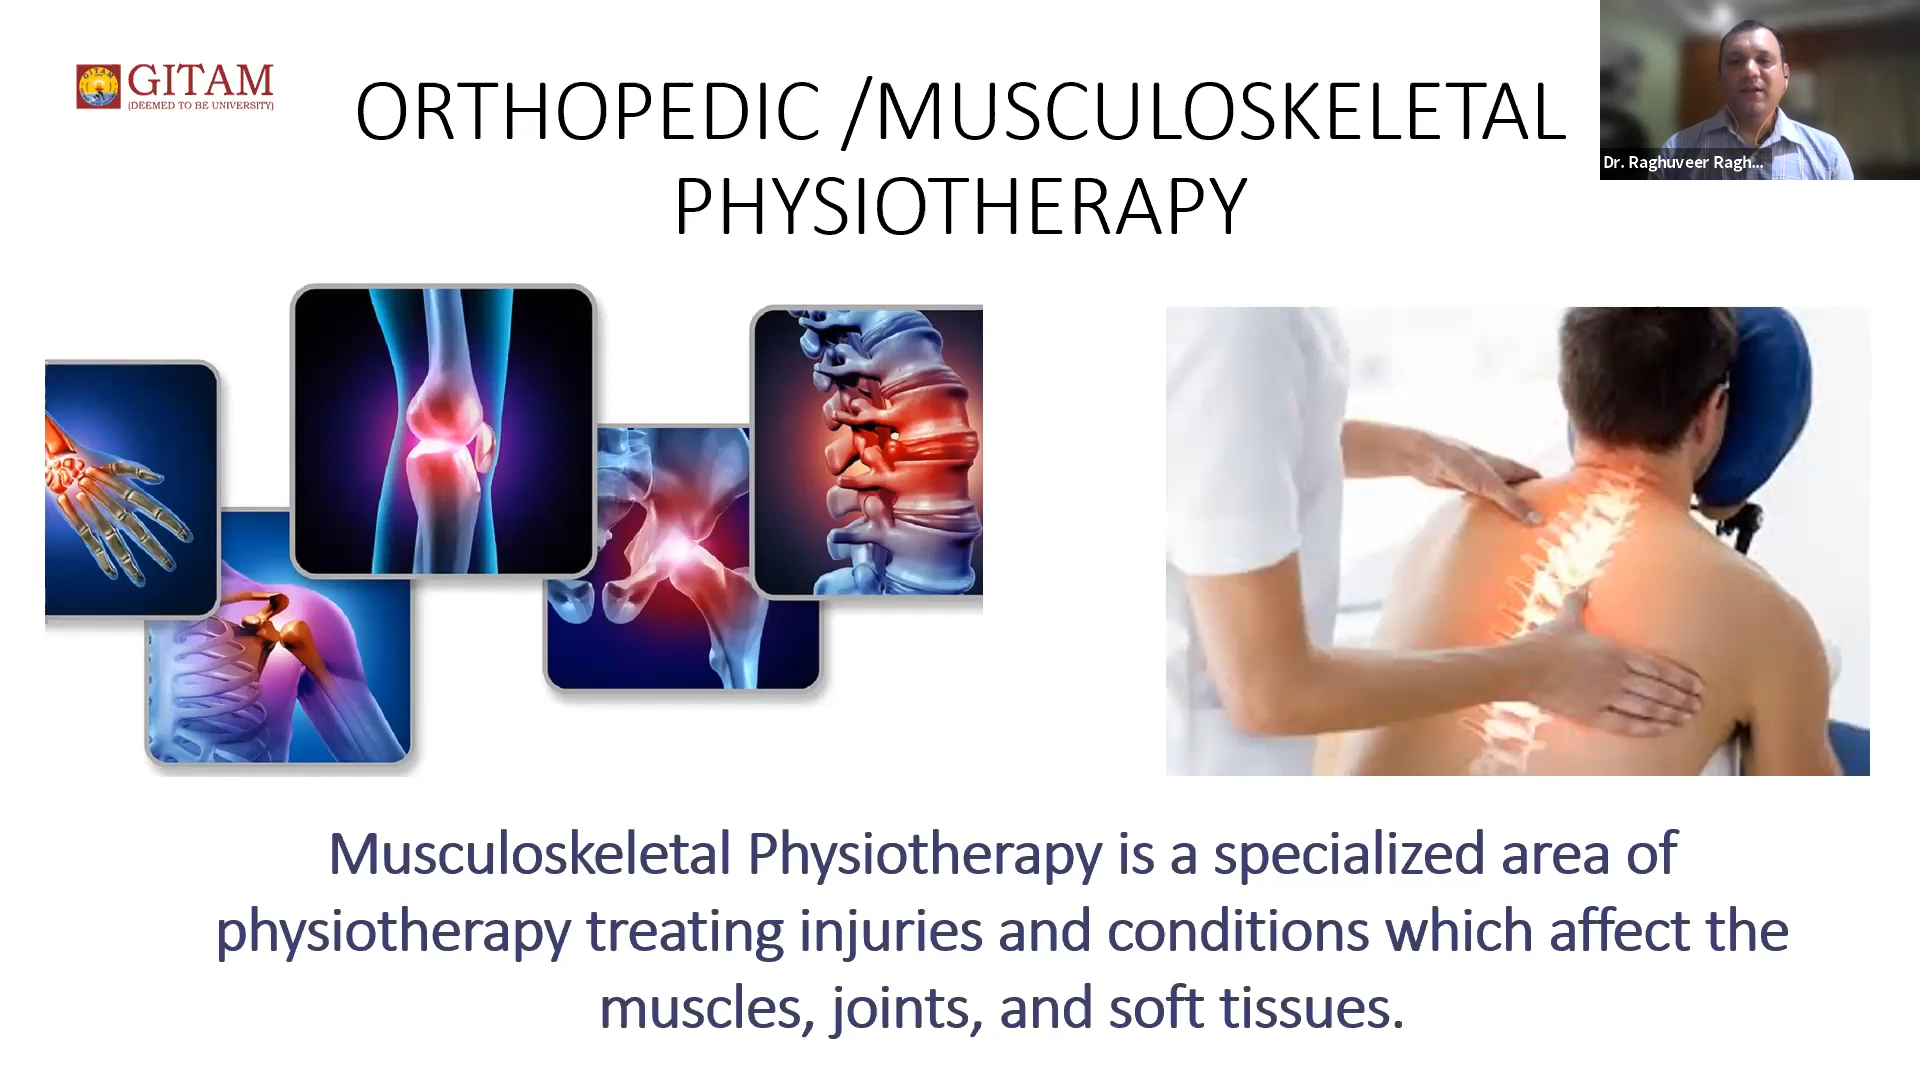 GITAM
(DEEMED TO BE UNIVERSITY)
ORTHOPEDIC /MUSCULOSKELETAL
PHYSIOTHERAPY
Dr. Raghuveer Ragh...
Musculoskeletal Physiotherapy is a specialized area of
physiotherapy treating injuries and conditions which affect the
muscles, joints, and soft tissues.